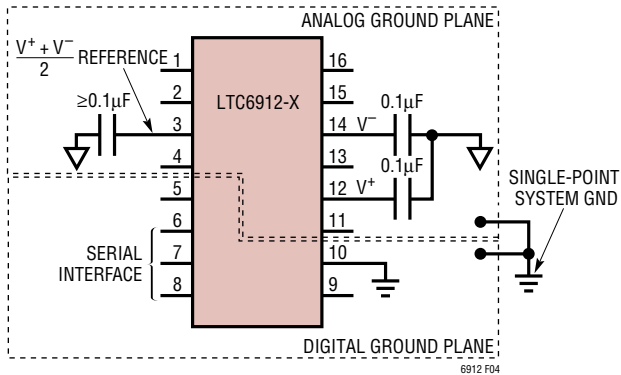 ANALOG GROUND PLANE
V+ + V−
2
REFERENCE
≥0.1µF
LTC6912-X
1
2
3
4
5
6
7
8
16
15
14 V−
13
12 V+
11
10
9
0.1µF
0.1µF
SINGLE-POINT
SYSTEM GND
SERIAL
INTERFACE
DIGITAL GROUND PLANE
6912 F04